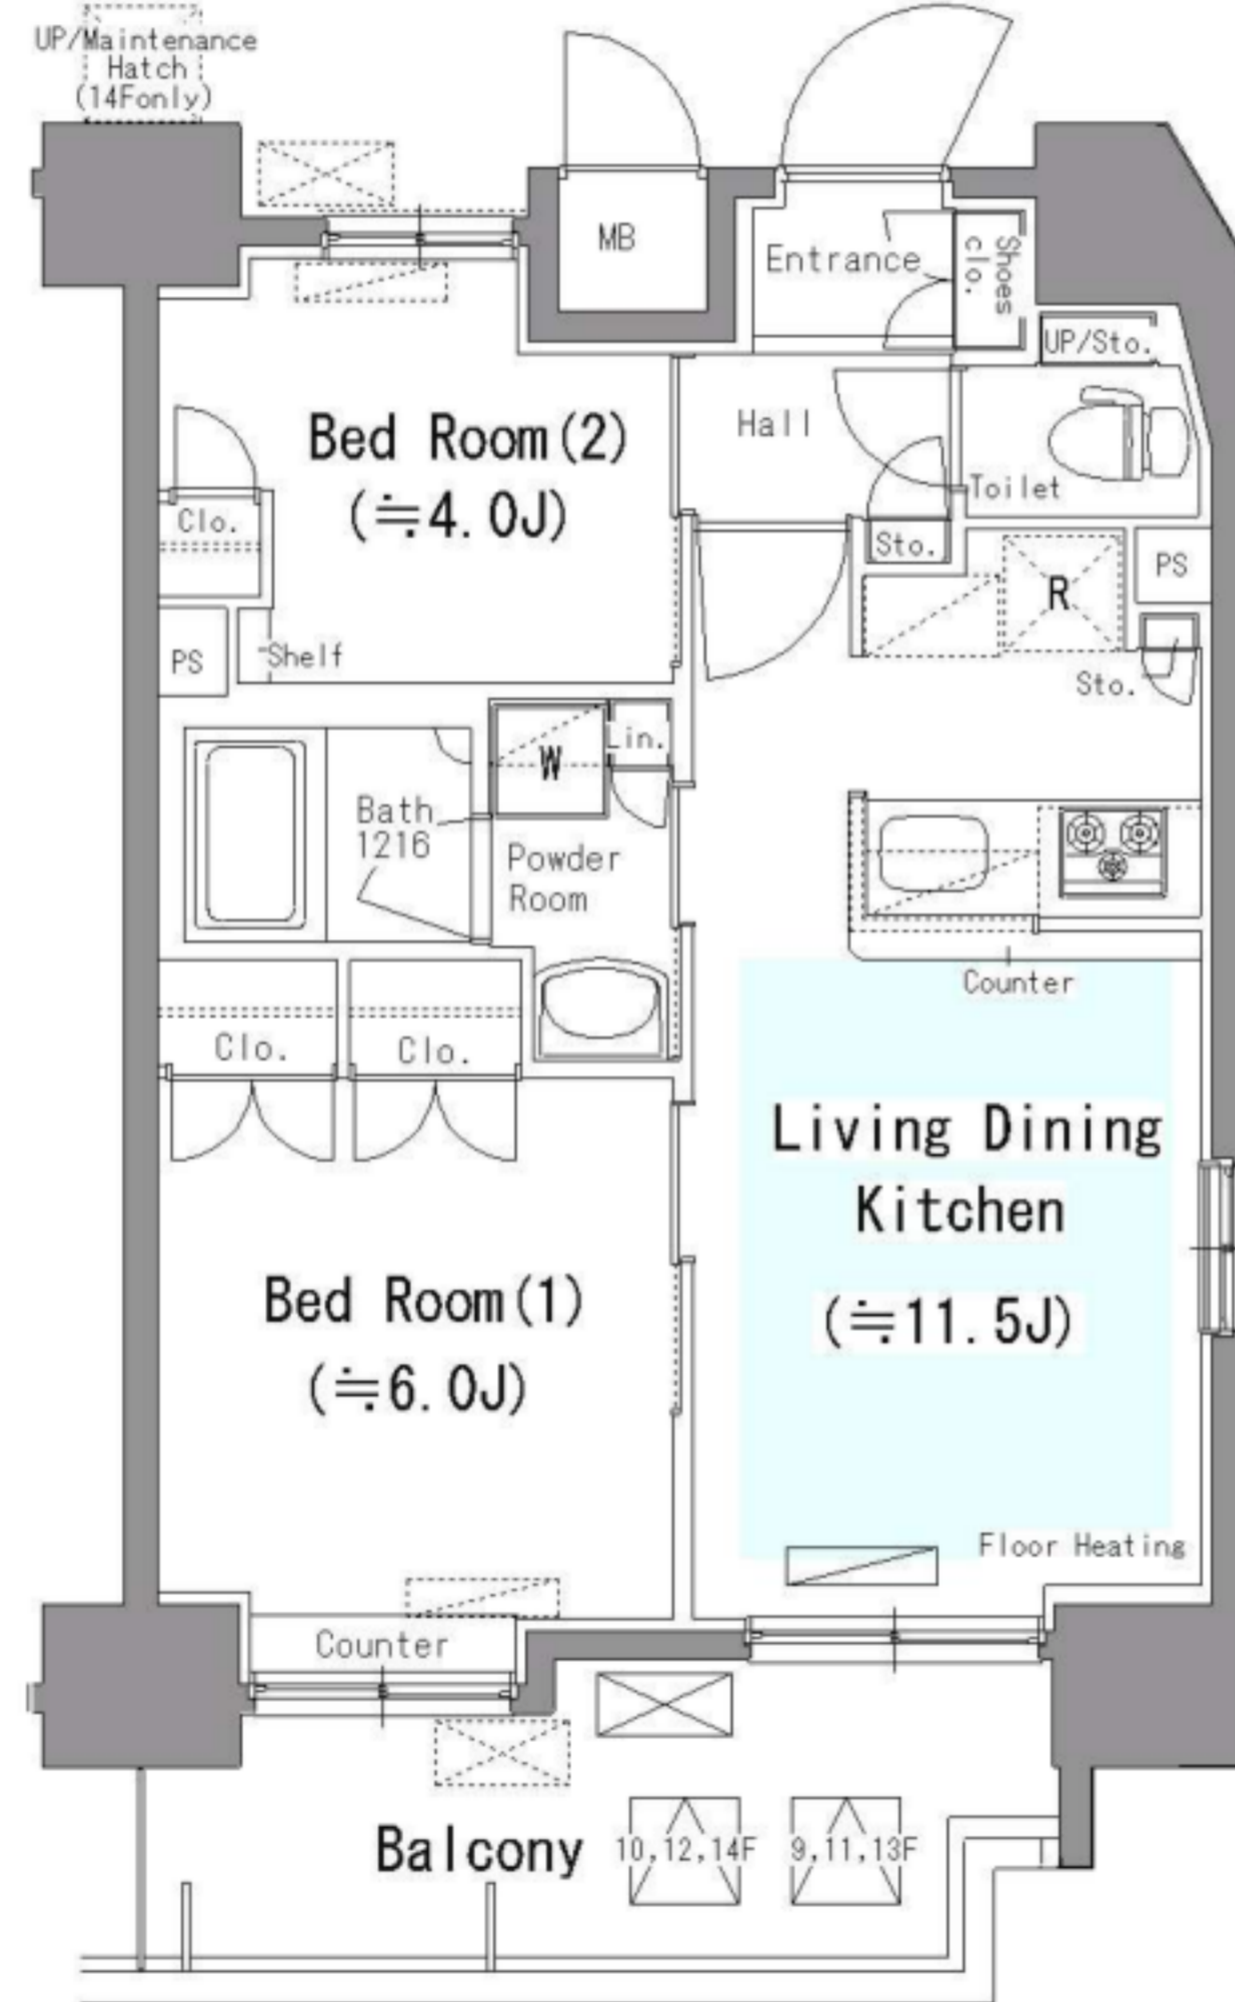 UP/Maintenance
Hatch
(14Fonly)
MB
Entrance
Shoes
clo.
UP/Sto.
Hall
Bed Room(2)
(≒4.0J)
Toilet
Clo.
Sto.
PS
R
PS
Shelf
Sto.
Lin.
W
Bath
1216
Powder
Room
Counter
Clo.
Clo.
Living Dining
Kitchen
(≒11.5J)
Bed Room(1)
(≒6.0J)
Floor Heating
Counter
Balcony
10,12,14F
9,11,13F